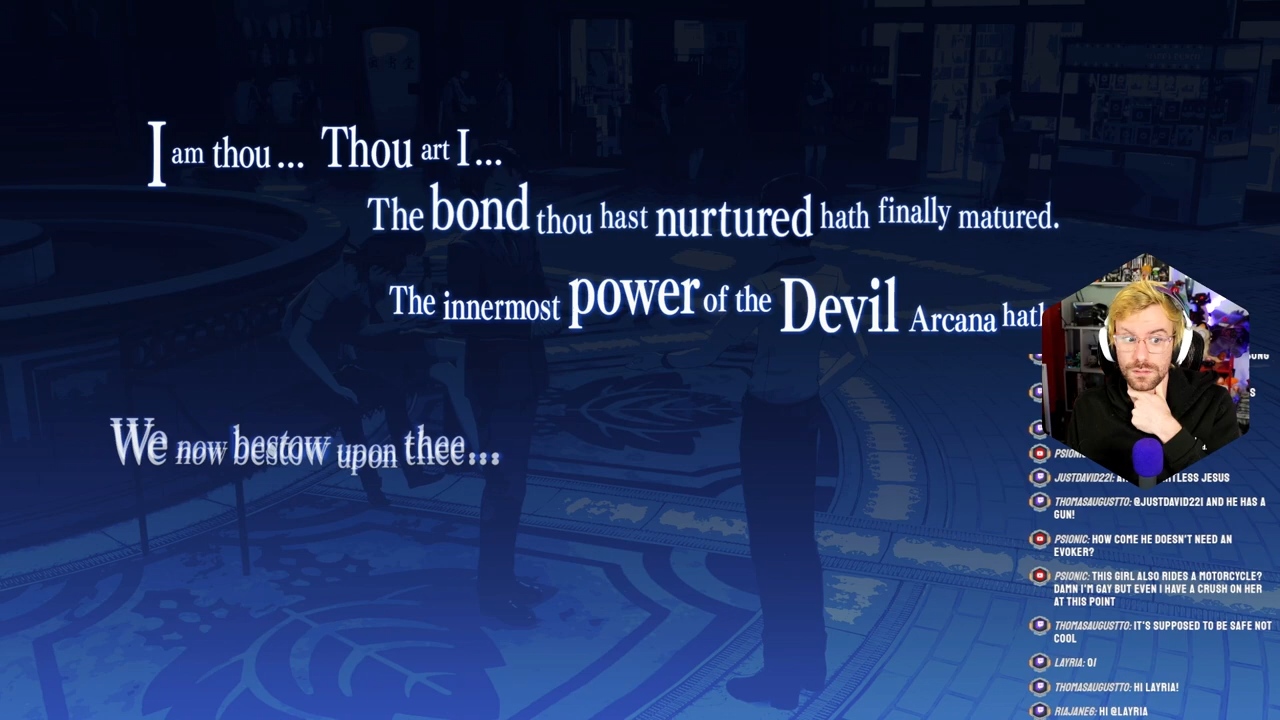 I am thou... Thou art I...
The bond thou hast nurtured hath finally matured.
The innermost power of the Devil Arcana hath
We now bestow upon thee...
PSIONIC:
JUSTDAVID221: JESUS
THOMASAUGUSTTO: @JUSTDAVID221 AND HE HAS A
GUN!
PSIONIC: HOW COME HE DOESN'T NEED AN
EVOKER?
PSIONIC: THIS GIRL ALSO RIDES A MOTORCYCLE?
DAMN I'M GAY BUT EVEN I HAVE A CRUSH ON HER
AT THIS POINT
THOMASAUGUSTTO: IT'S SUPPOSED TO BE SAFE NOT
COOL
LAYRIA: O/
THOMASAUGUSTTO: HI LAYRIA!
RIAJANE6: HI @LAYRIA